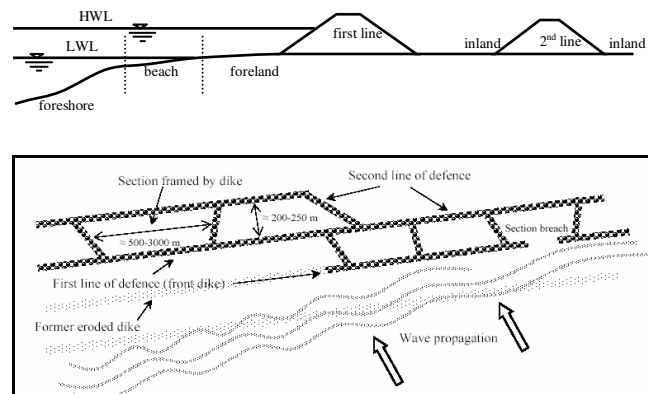 HWL
first line
LWL
inland
2nd line
inland
beach
foreland
foreshore
Section framed by dike
Second line of defence
≈ 200-250 m
≈ 500-3000 m
Section breach
First line of defence (front dike)
Former eroded dike
Wave propagation